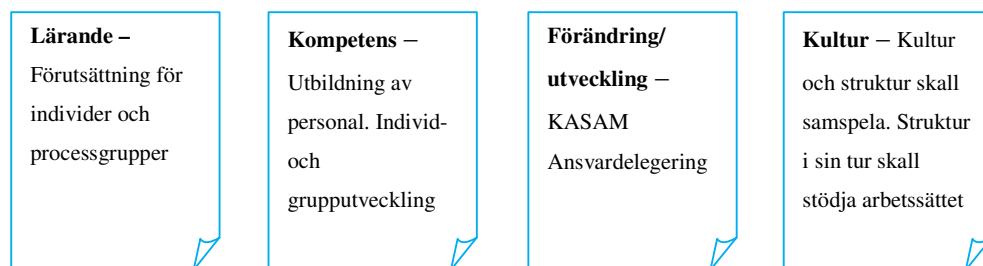 Lärande –
Förutsättning för
individer och
processgrupper
Kompetens –
Utbildning av
personal. Individ-
och
grupputveckling
Förändring/
utveckling –
KASAM
Ansvardelegering
Kultur – Kultur
och struktur skall
samspela. Struktur
i sin tur skall
stödja arbetssättet